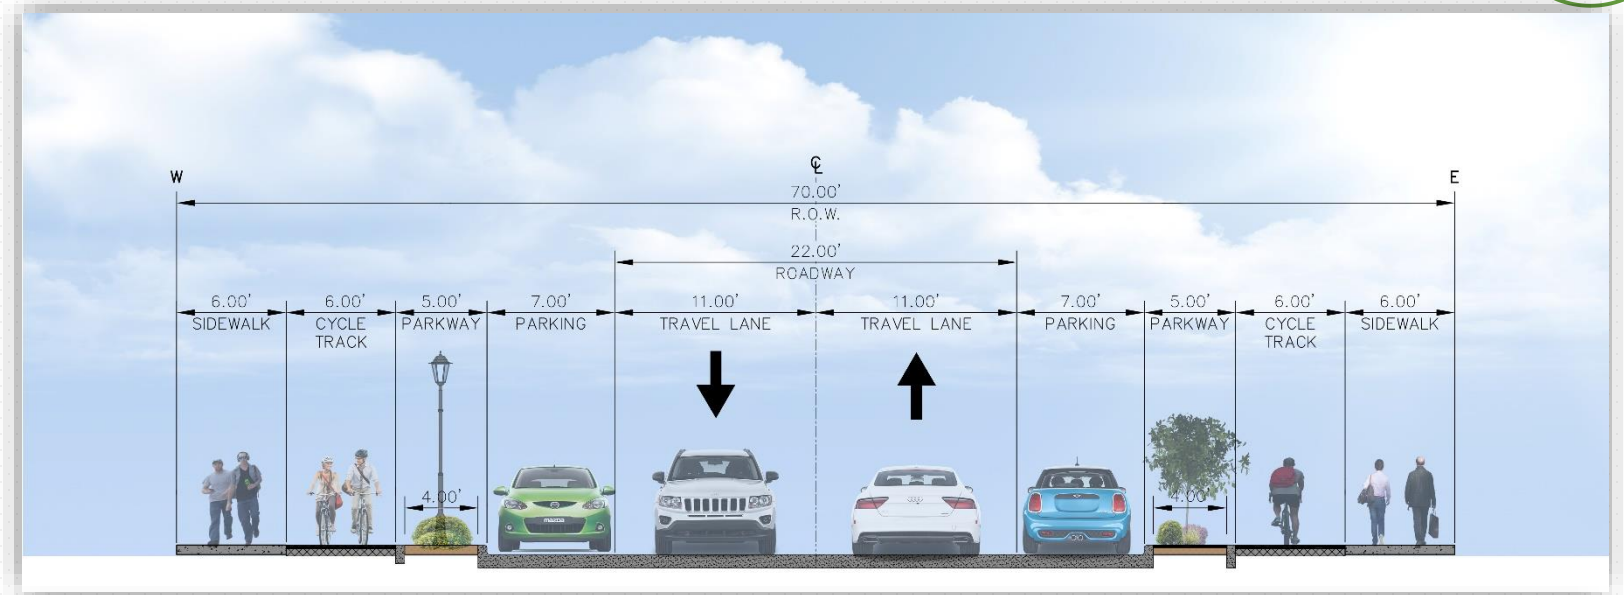 W
℄
E
70.00'
R.O.W.
22.00'
ROADWAY
6.00' 6.00' 5.00' 7.00' 11.00' 11.00' 7.00' 5.00' 6.00' 6.00'
SIDEWALK CYCLE PARKWAY PARKING TRAVEL LANE TRAVEL LANE PARKING PARKWAY CYCLE SIDEWALK
TRACK TRACK
4.00' 4.00'